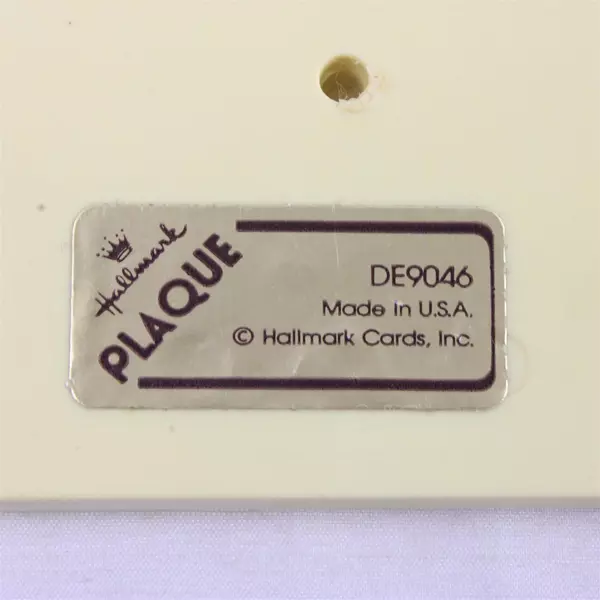 Hallmark
PLAQUE
DE9046
Made in U.S.A.
© Hallmark Cards, Inc.